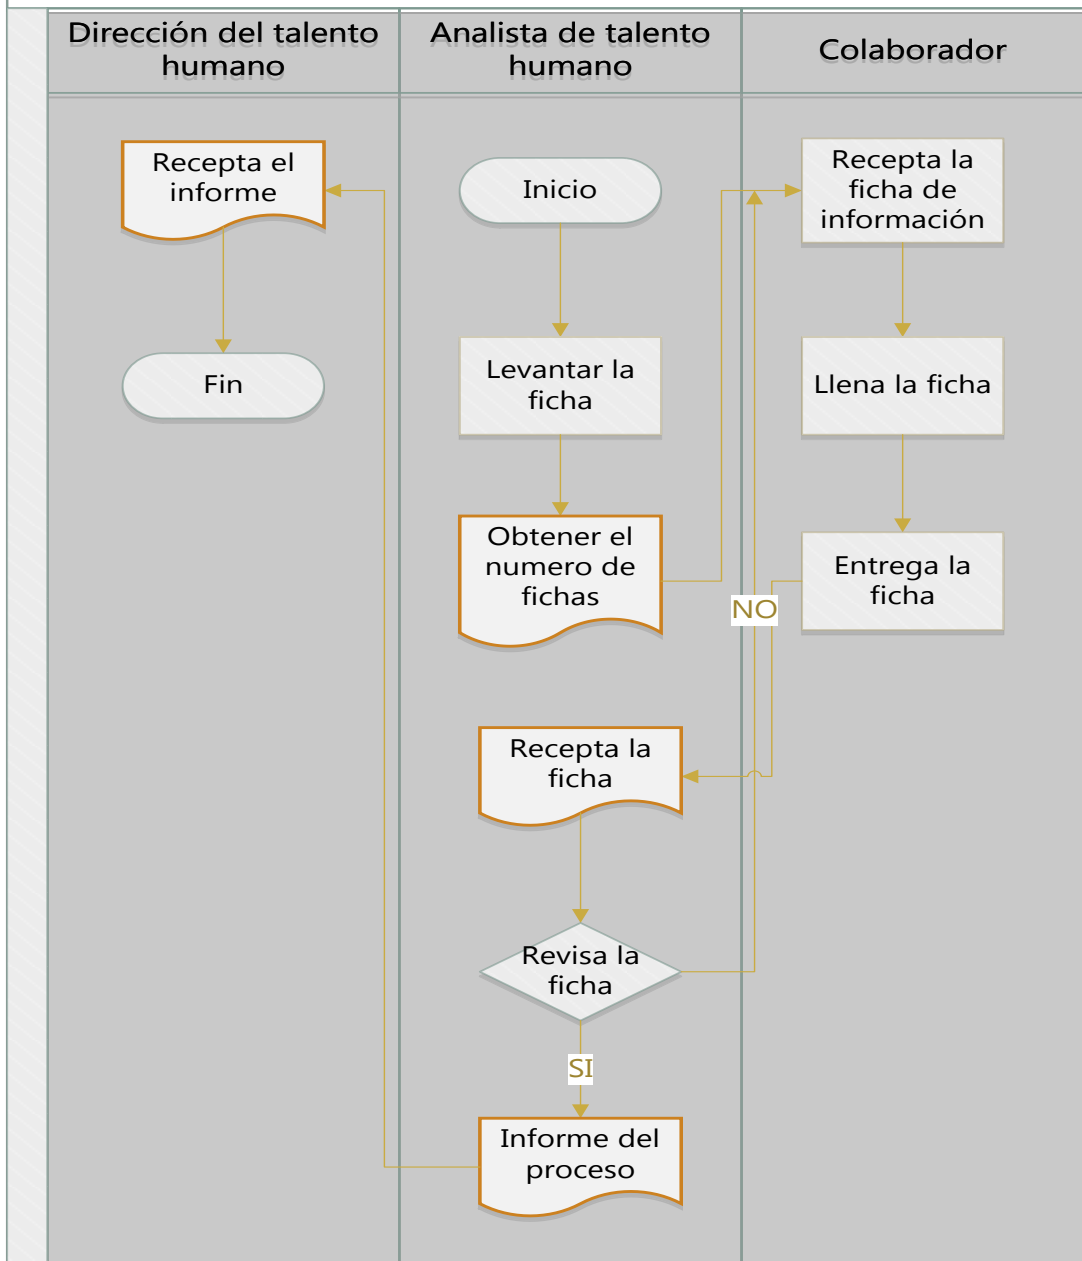 Dirección del talento
humano
Analista de talento
humano
Colaborador
Recepta el
informe
Fin
Inicio
Levantar la
ficha
Obtener el
numero de
fichas
Recepta la
ficha
Revisa la
ficha
SI
Informe del
proceso
NO
Recepta la
ficha de
información
Llena la ficha
Entrega la
ficha